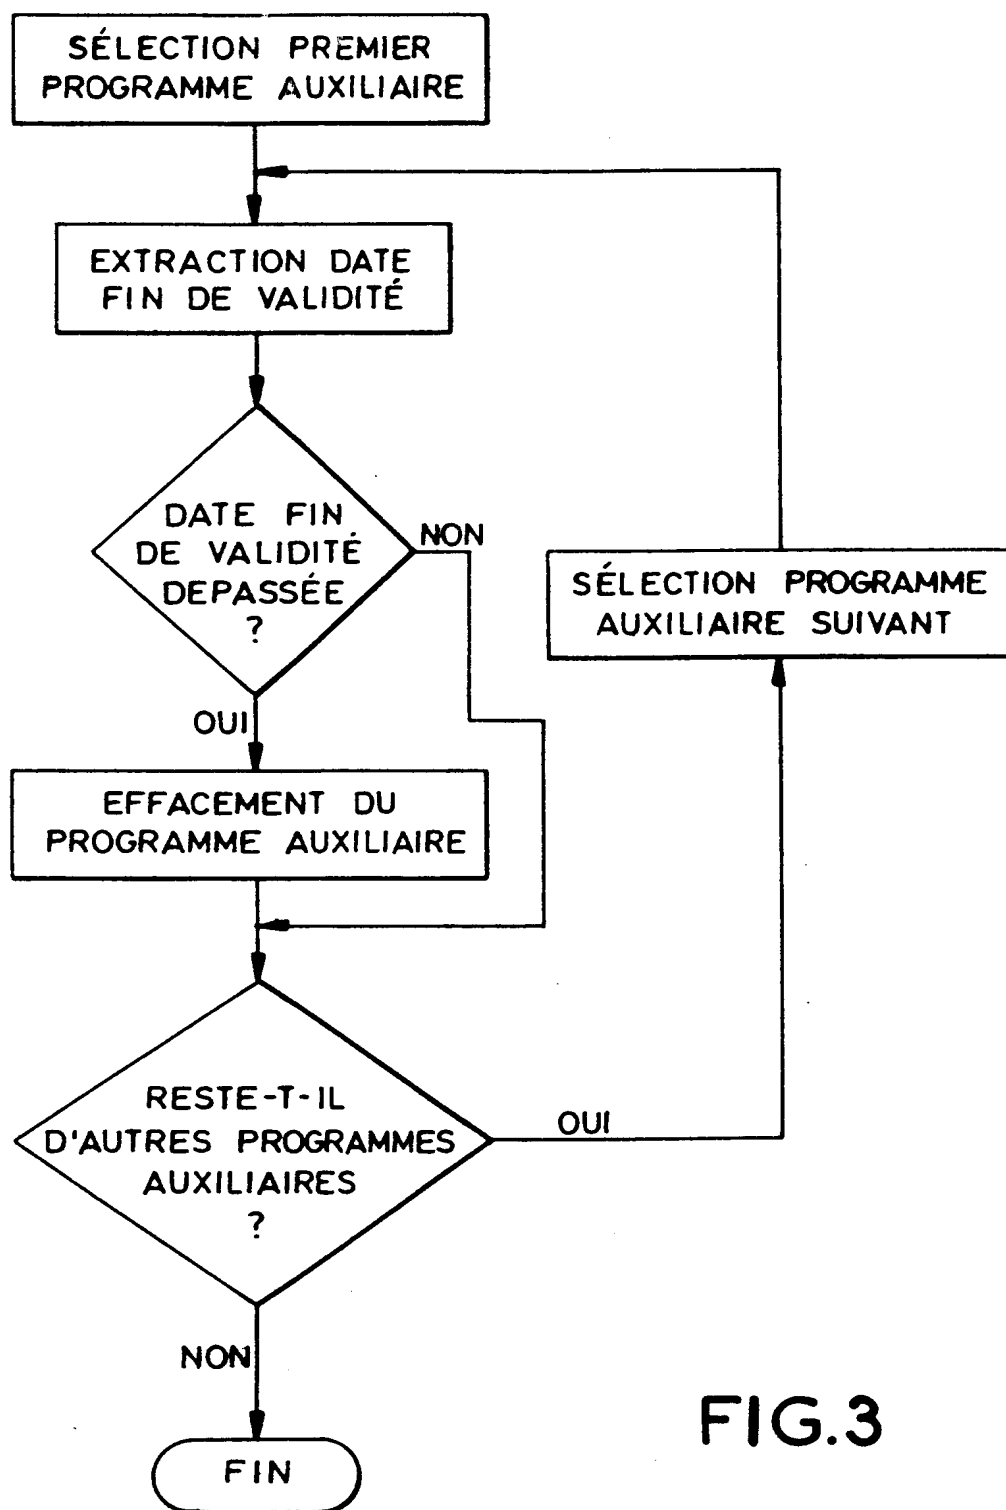 SÉLECTION PREMIER
PROGRAMME AUXILIAIRE
EXTRACTION DATE
FIN DE VALIDITÉ
DATE FIN
DE VALIDITÉ
DEPASSÉE
?
NON
OUI
SÉLECTION PROGRAMME
AUXILIAIRE SUIVANT
EFFACEMENT DU
PROGRAMME AUXILIAIRE
RESTE-T-IL
D'AUTRES PROGRAMMES
AUXILIAIRES
?
OUI
NON
FIN
FIG.3